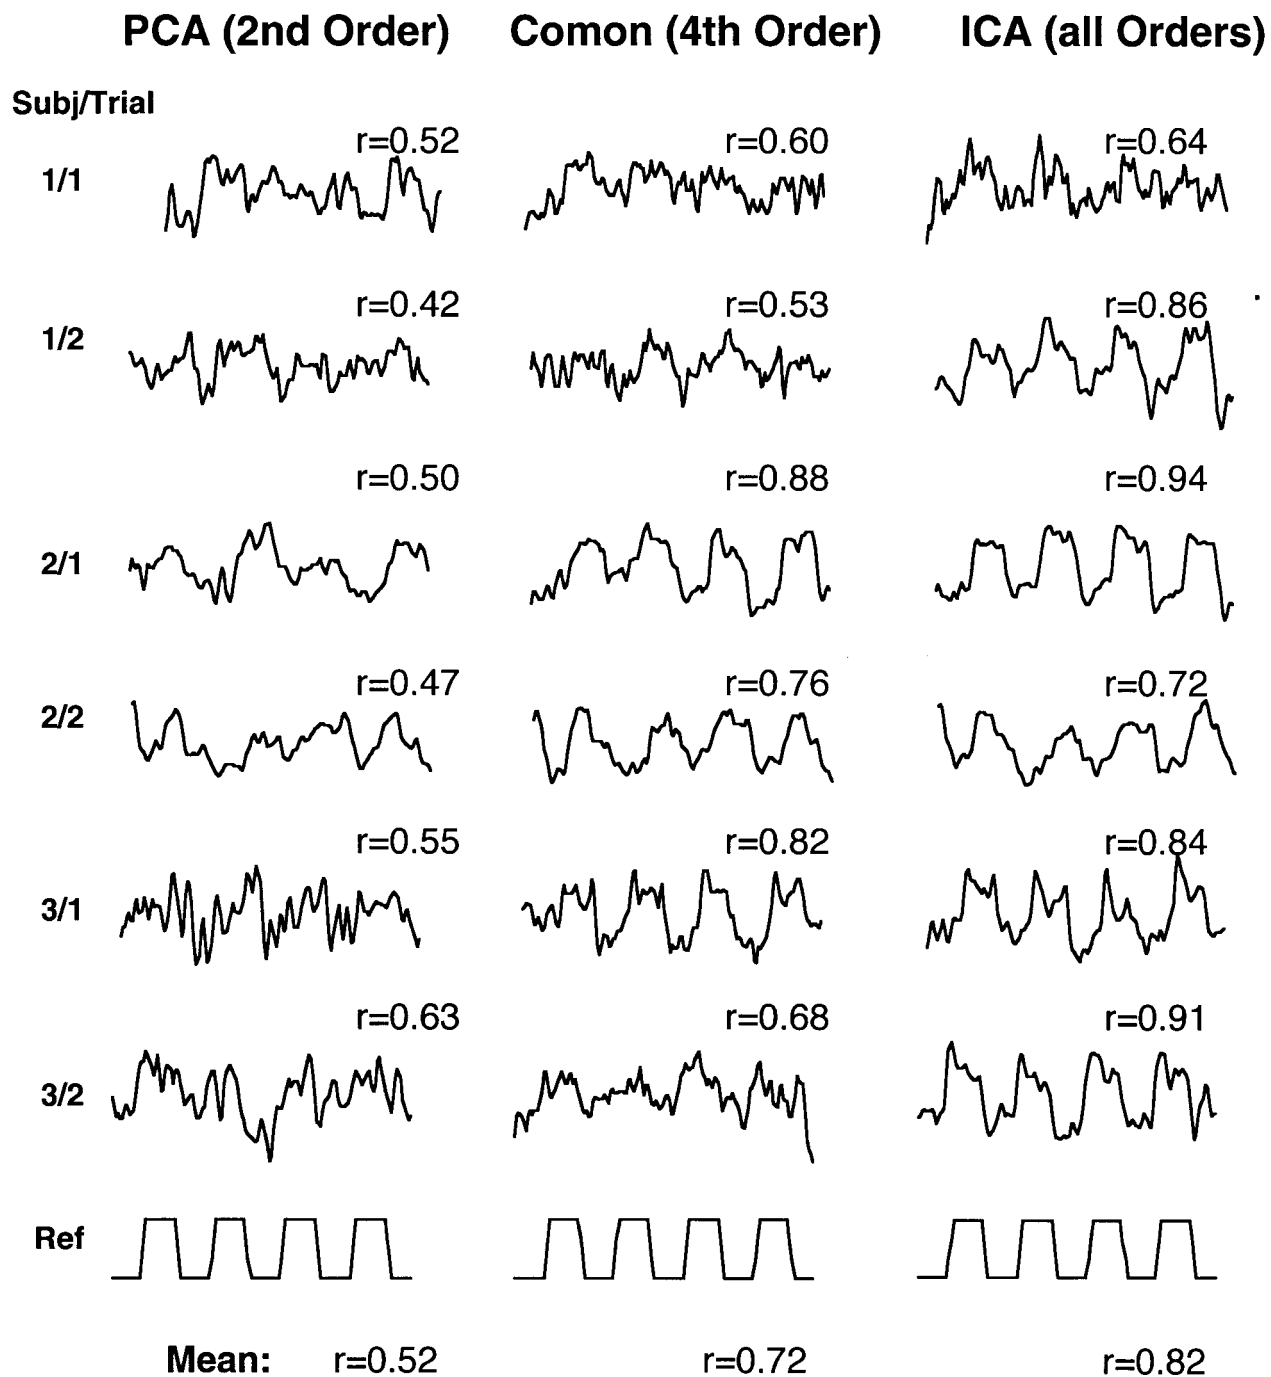 PCA (2nd Order) Comon (4th Order) ICA (all Orders)
Subj/Trial
r=0.52 r=0.60 r=0.64
1/1
r=0.42 r=0.53 r=0.86
1/2
r=0.50 r=0.88 r=0.94
2/1
r=0.47 r=0.76 r=0.72
2/2
r=0.55 r=0.82 r=0.84
3/1
r=0.63 r=0.68 r=0.91
3/2
Ref
Mean: r=0.52 r=0.72 r=0.82